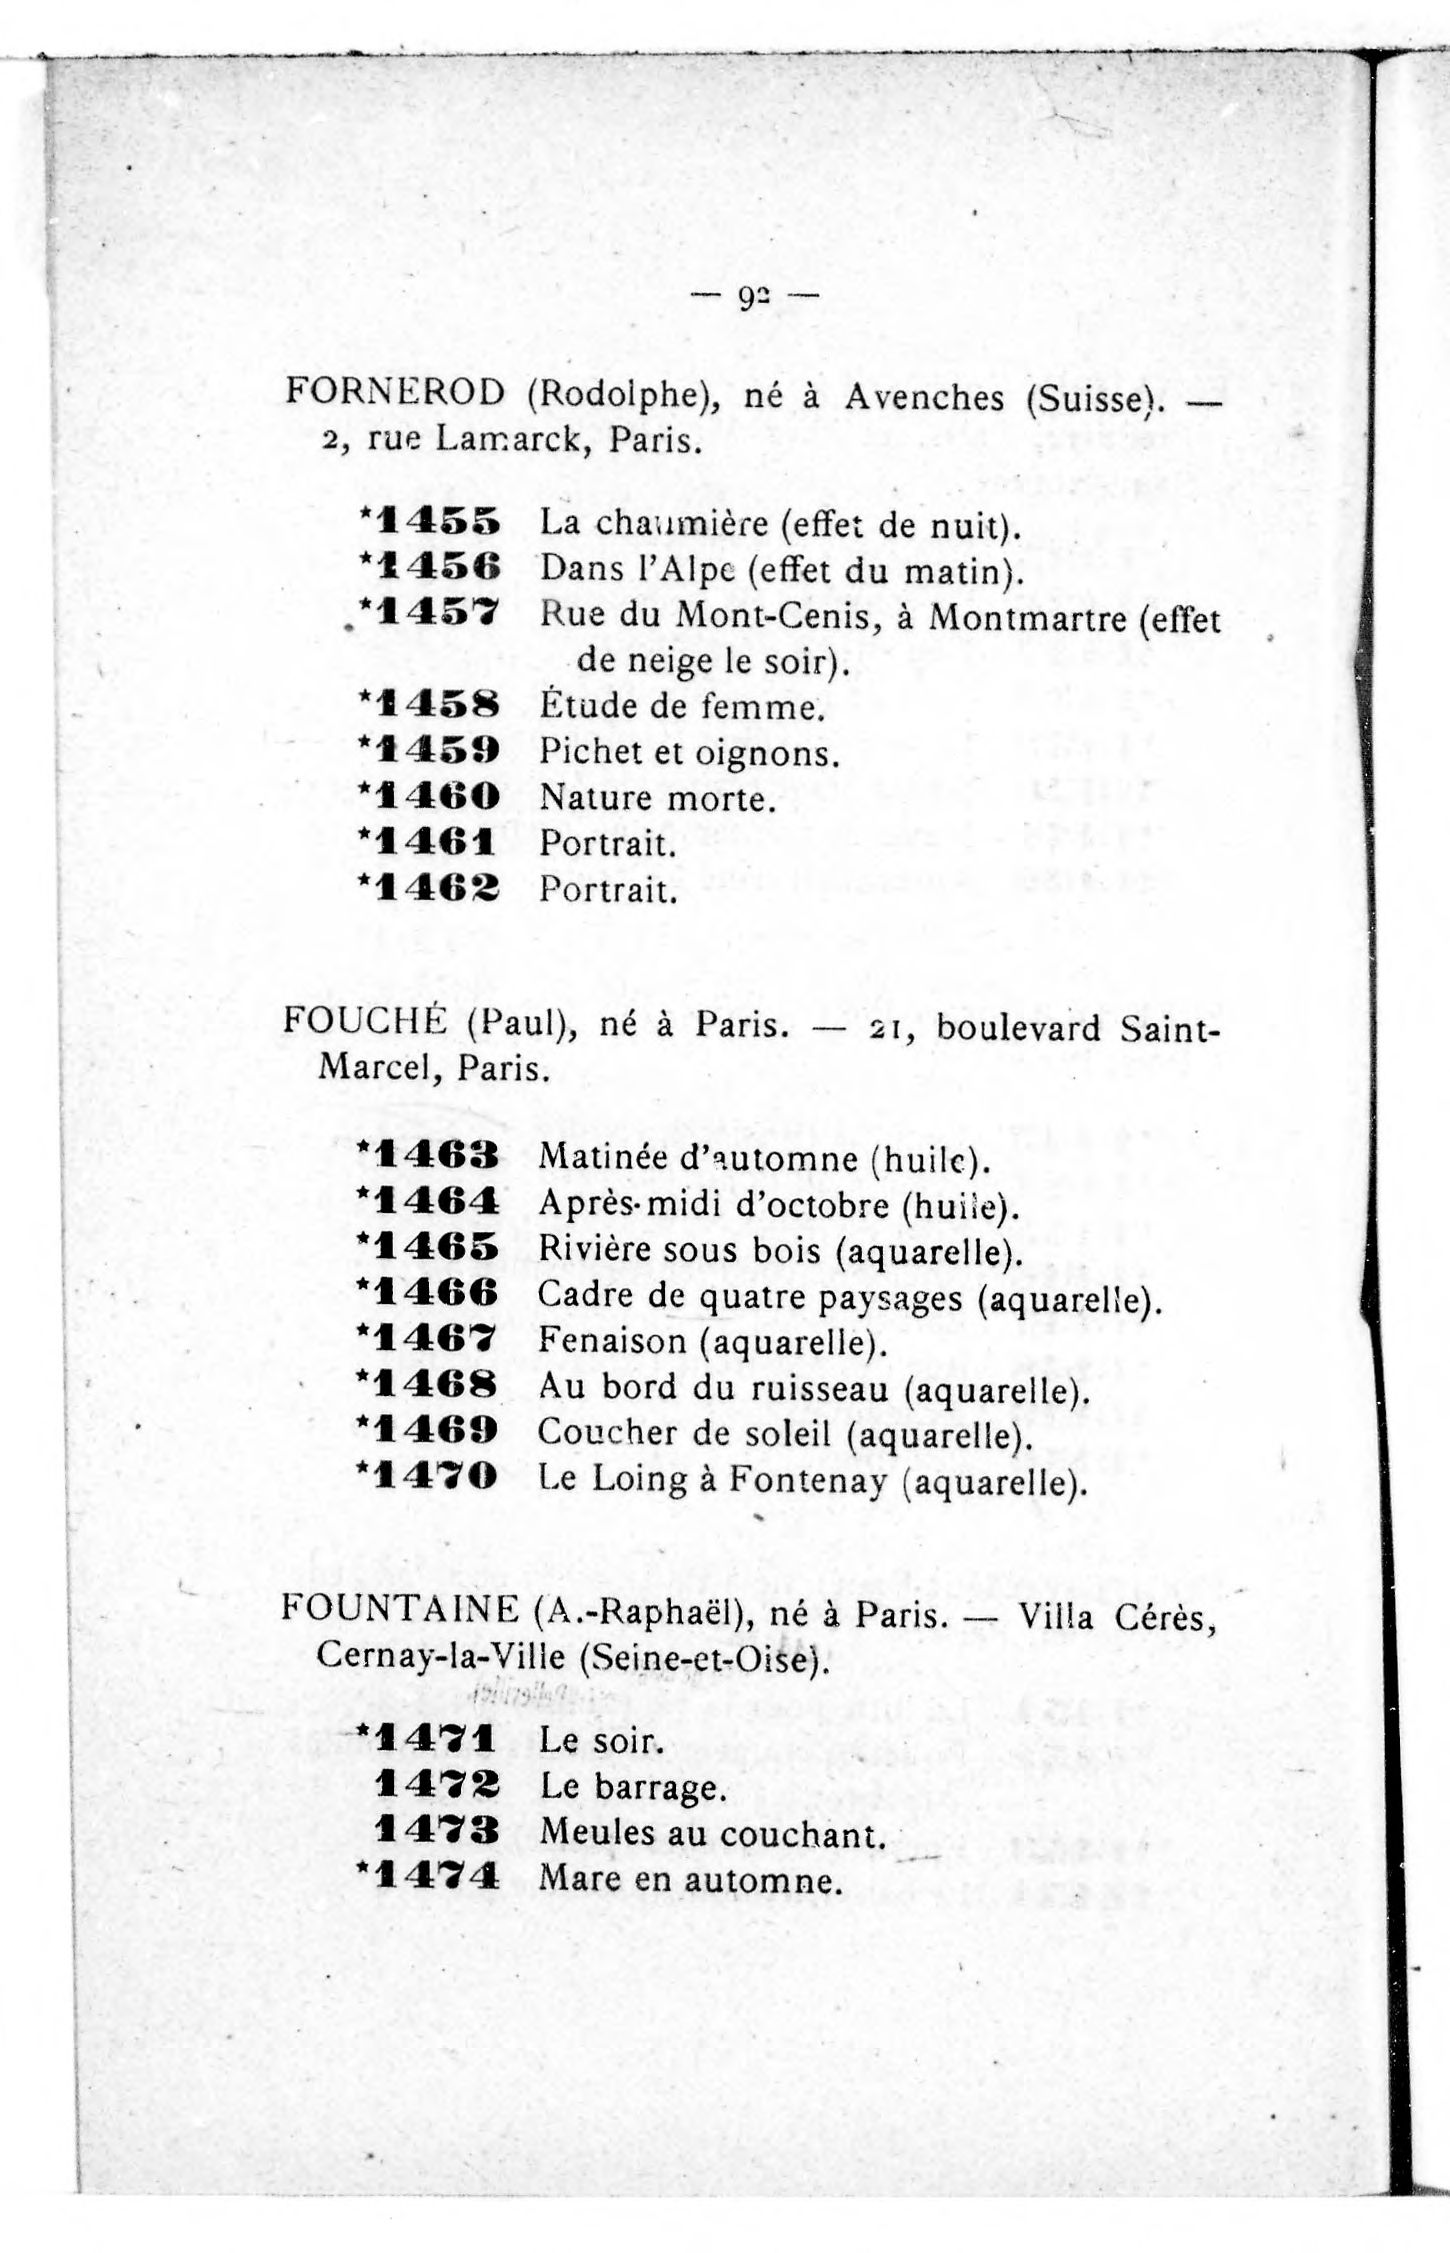 — 92 —
FORNEROD (Rodolphe), né à Avenches (Suisse). —
2, rue Lamarck, Paris.
*1455 La chaumière (effet de nuit).
*1456 Dans l'Alpe (effet du matin).
*1457 Rue du Mont-Cenis, à Montmartre (effet
de neige le soir).
*1458 Étude de femme.
*1459 Pichet et oignons.
*1460 Nature morte.
*1461 Portrait.
*1462 Portrait.
FOUCHÉ (Paul), né à Paris. — 21, boulevard Saint-
Marcel, Paris.
*1463 Matinée d'automne (huile).
*1464 Après-midi d'octobre (huile).
*1465 Rivière sous bois (aquarelle).
*1466 Cadre de quatre paysages (aquarelle).
*1467 Fenaison (aquarelle).
*1468 Au bord du ruisseau (aquarelle).
*1469 Coucher de soleil (aquarelle).
*1470 Le Loing à Fontenay (aquarelle).
FOUNTAINE (A.-Raphaël), né à Paris. — Villa Cérès,
Cernay-la-Ville (Seine-et-Oise).
*1471 Le soir.
1472 Le barrage.
1473 Meules au couchant.
*1474 Mare en automne.